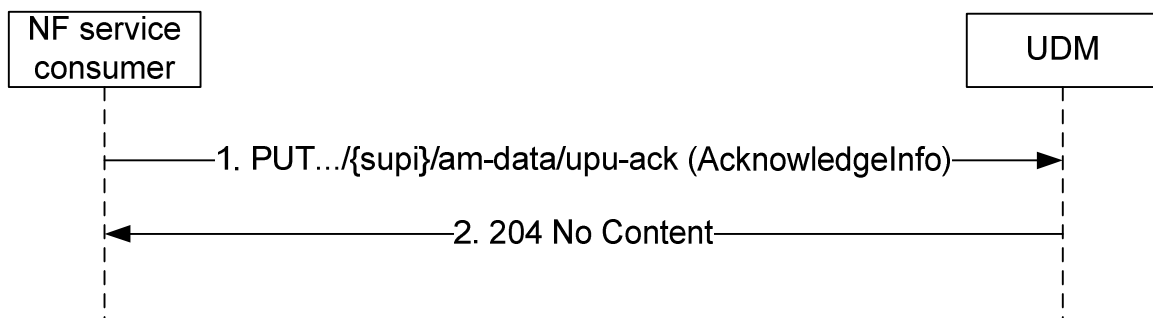 NF service
consumer
UDM
1. PUT.../{supi}/am-data/upu-ack (AcknowledgeInfo)
2. 204 No Content